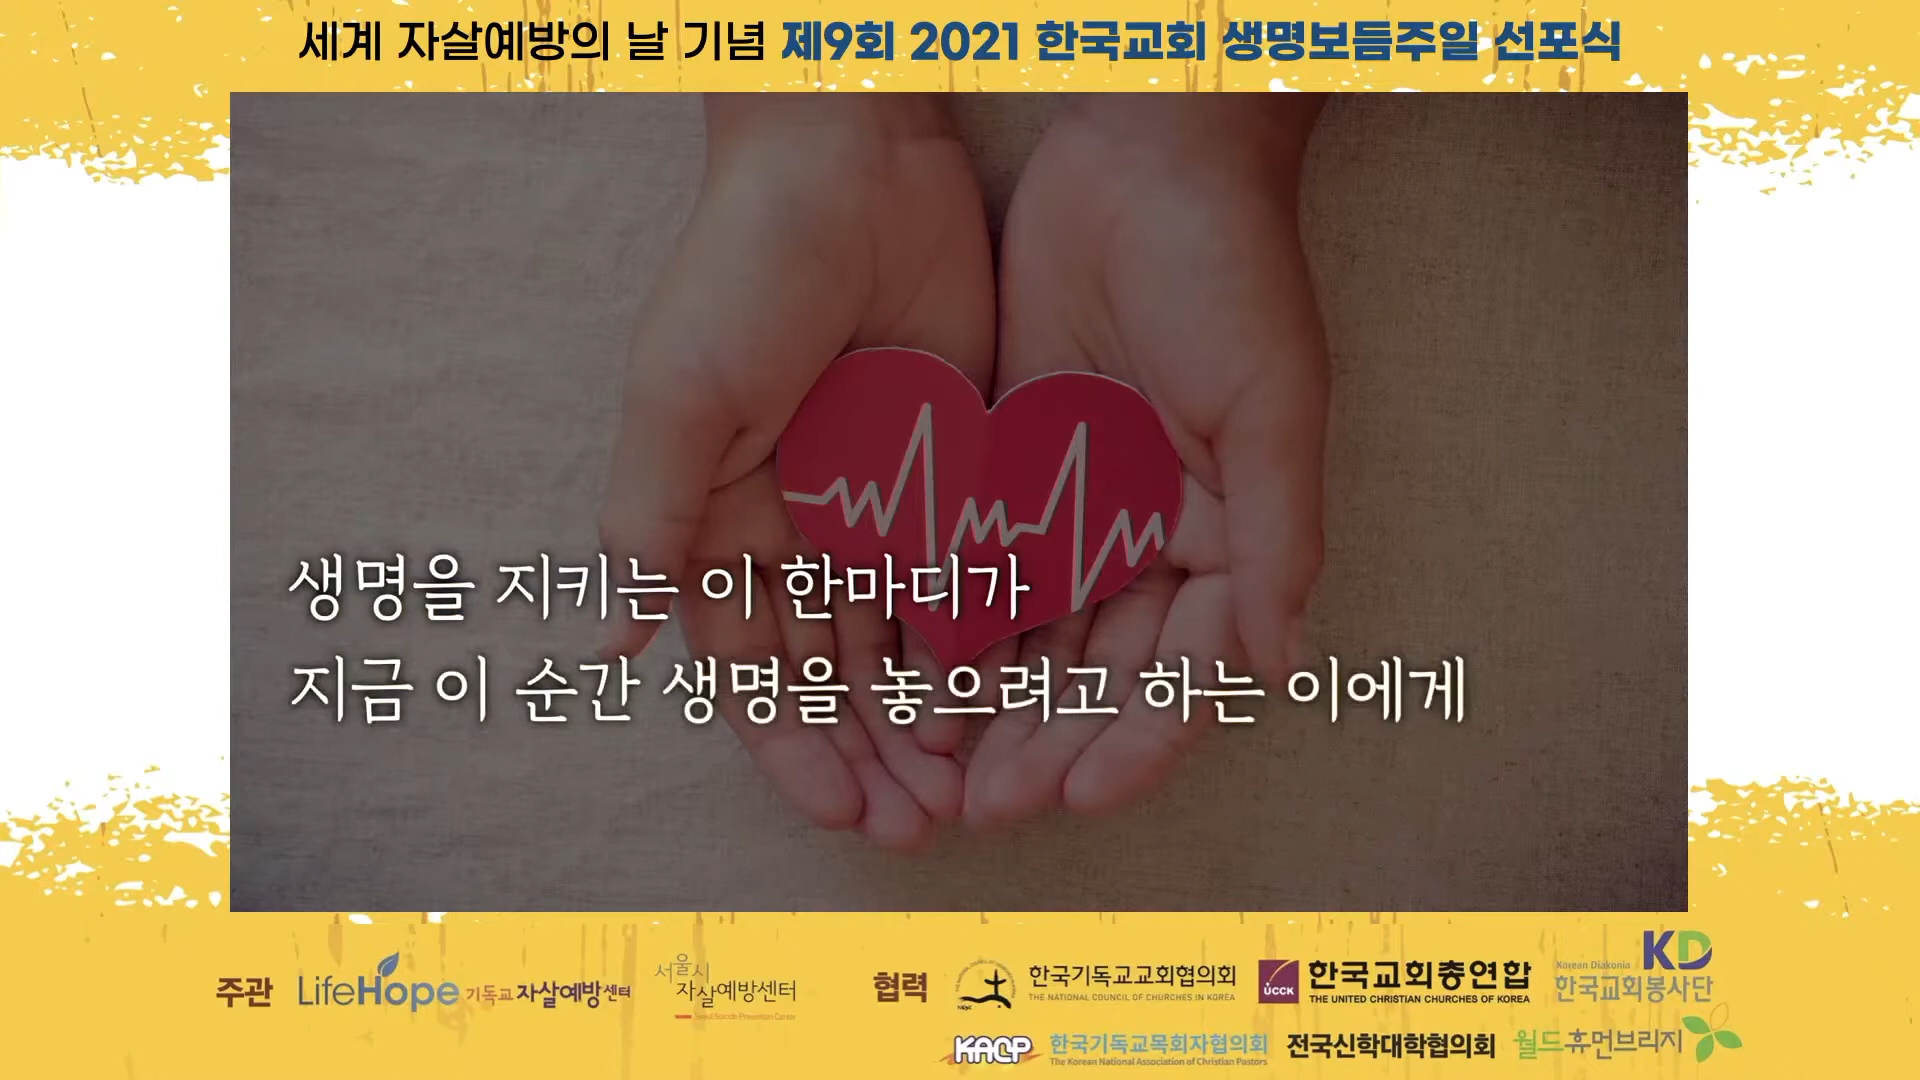 세계 자살예방의 날 기념 제9회 2021 한국교회 생명보듬주일 선포식
생명을 지키는 이 한마디가
지금 이 순간 생명을 놓으려고 하는 이에게
주관 LifeHope 기독교 자살예방센터
서울시
자살예방센터
Seoul Suicide Prevention Center
협력
한국기독교교회협의회
THE NATIONAL COUNCIL OF CHURCHES IN KOREA
UCCK 한국교회총연합
THE UNITED CHRISTIAN CHURCHES OF KOREA
KD
Korean Diakonia
한국교회봉사단
KACP 한국기독교목회자협의회
The Korean National Association of Christian Pastors
전국신학대학협의회
월드휴먼브리지